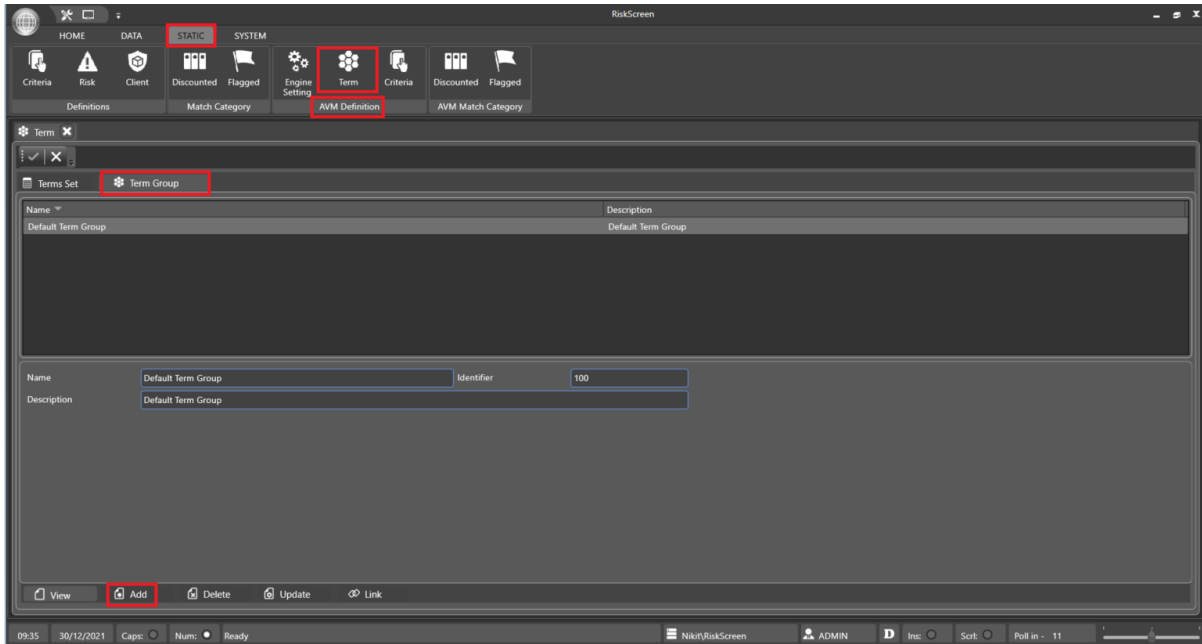 RiskScreen
HOME DATA STATIC SYSTEM
Criteria Risk Client Discounted Flagged Engine Setting Term Criteria Discounted Flagged
Definitions Match Category AVM Definition AVM Match Category
Term
Terms Set Term Group
Name Description
Default Term Group Default Term Group
Name Default Term Group Identifier 100
Description Default Term Group
View Add Delete Update Link
09:35 30/12/2021 Caps: Num: Ready Nikit\RiskScreen ADMIN D Ins: Scrl: Poll in - 11